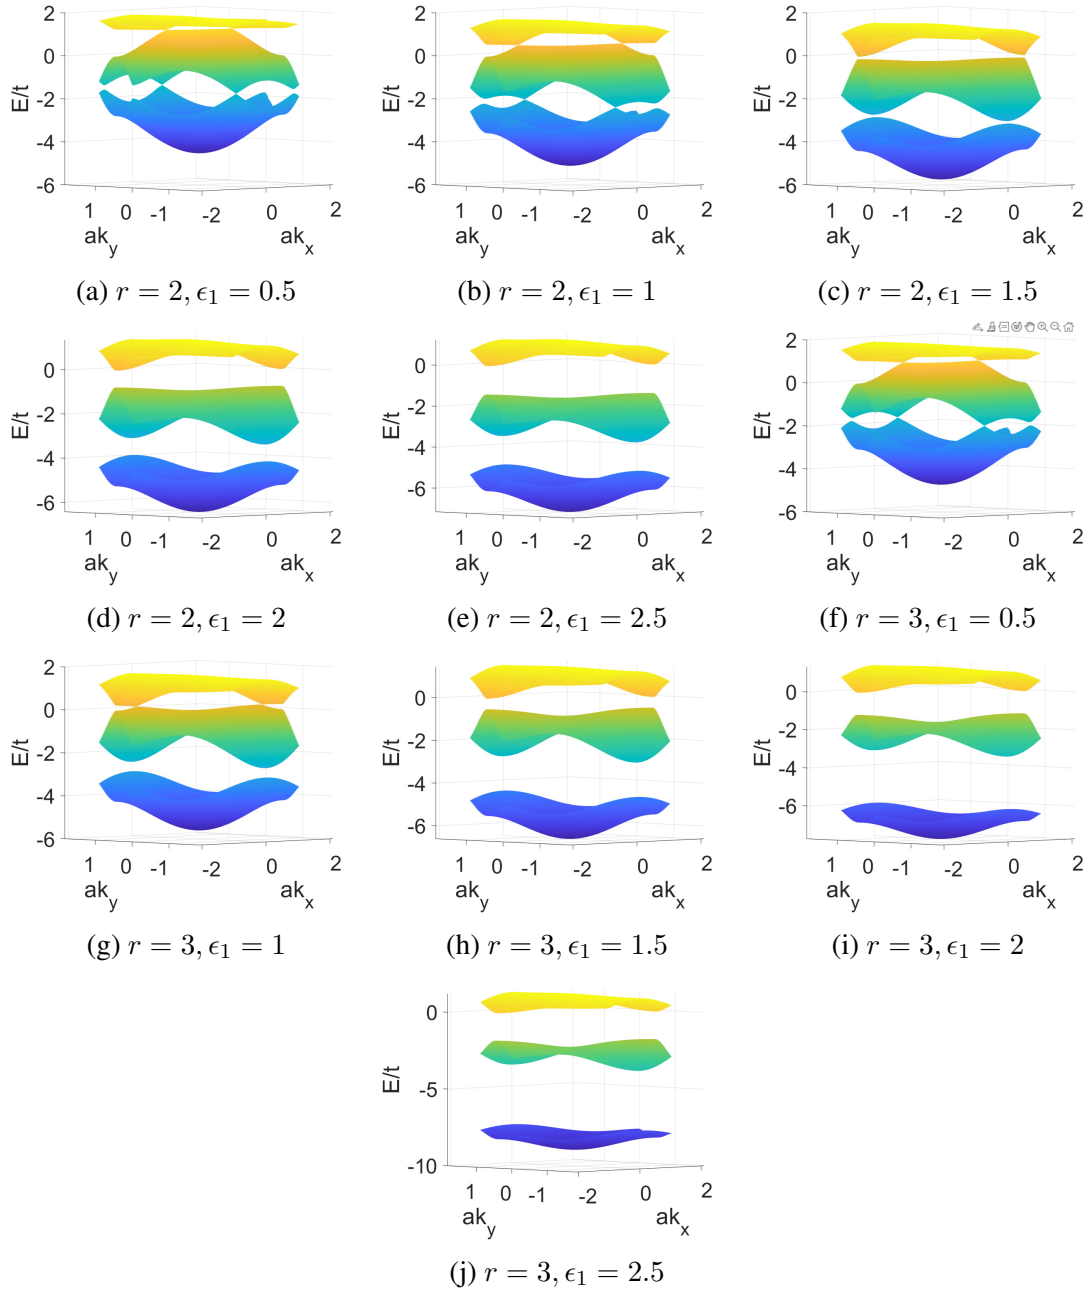 2
0
-2
-4
-6
E/t
1 0 -1 -2 0 2
ak_y ak_x
(a) r = 2, ϵ₁ = 0.5
2
0
-2
-4
-6
E/t
1 0 -1 -2 0 2
ak_y ak_x
(b) r = 2, ϵ₁ = 1
2
0
-2
-4
-6
E/t
1 0 -1 -2 0 2
ak_y ak_x
(c) r = 2, ϵ₁ = 1.5
0
-2
-4
-6
E/t
1 0 -1 -2 0 2
ak_y ak_x
(d) r = 2, ϵ₁ = 2
0
-2
-4
-6
E/t
1 0 -1 -2 0 2
ak_y ak_x
(e) r = 2, ϵ₁ = 2.5
2
0
-2
-4
-6
E/t
1 0 -1 -2 0 2
ak_y ak_x
(f) r = 3, ϵ₁ = 0.5
2
0
-2
-4
-6
E/t
1 0 -1 -2 0 2
ak_y ak_x
(g) r = 3, ϵ₁ = 1
0
-2
-4
-6
E/t
1 0 -1 -2 0 2
ak_y ak_x
(h) r = 3, ϵ₁ = 1.5
0
-2
-4
-6
E/t
1 0 -1 -2 0 2
ak_y ak_x
(i) r = 3, ϵ₁ = 2
0
-5
-10
E/t
1 0 -1 -2 0 2
ak_y ak_x
(j) r = 3, ϵ₁ = 2.5